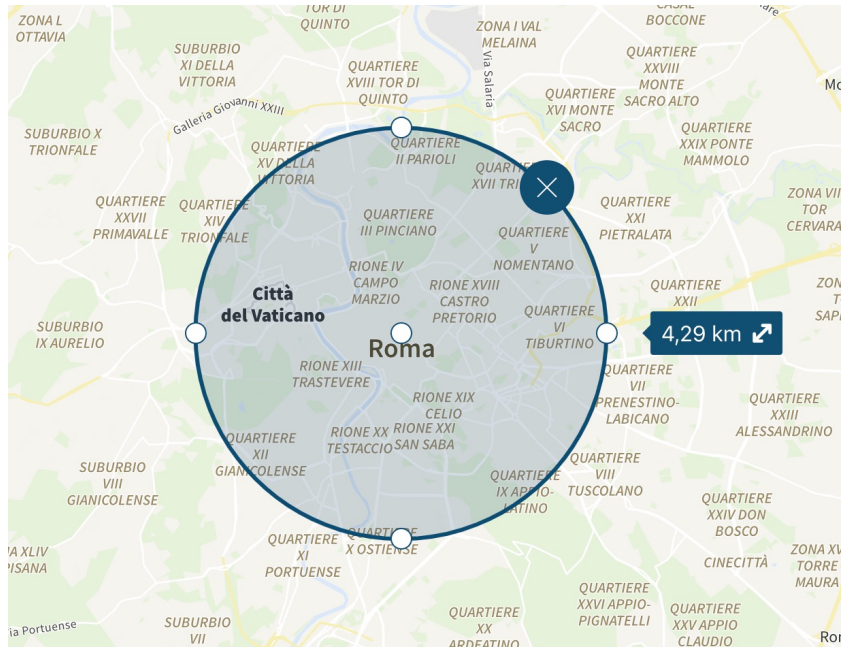 TOR DI
QUINTO
ZONA L
OTTAVIA
ZONA I VAL
MELAINA
CASAL
BOCCONE
SUBURBIO
XI DELLA
VITTORIA
QUARTIERE
XVIII TOR DI
QUINTO
Via Salaria
QUARTIERE
XXVIII
MONTE
SACRO ALTO
QUARTIERE
XVI MONTE
SACRO
Galleria Giovanni XXIII
SUBURBIO X
TRIONFALE
QUARTIERE
XV DELLA
VITTORIA
QUARTIERE
II PARIOLI
QUARTIERE
XXIX PONTE
MAMMOLO
QUARTIERE
XXVII
PRIMAVALLE
QUARTIERE
XIV
TRIONFALE
QUARTIERE
III PINCIANO
QUARTIERE
V
NOMENTANO
QUARTIERE
XXI
PIETRALATA
ZONA VII
TOR
CERVARA
RIONE IV
CAMPO
MARZIO
RIONE XVIII
CASTRO
PRETORIO
QUARTIERE
XXII
Città
del Vaticano
QUARTIERE
VI
TIBURTINO
SUBURBIO
IX AURELIO
4,29 km
Roma
RIONE XIII
TRASTEVERE
QUARTIERE
VII
PRENESTINO-
LABICANO
RIONE XIX
CELIO
QUARTIERE
XXIII
ALESSANDRINO
QUARTIERE
XII
GIANICOLENSE
RIONE XX
TESTACCIO
RIONE XXI
SAN SABA
SUBURBIO
VIII
GIANICOLENSE
QUARTIERE
IX APPIO-
LATINO
QUARTIERE
VIII
TUSCOLANO
QUARTIERE
XXIV DON
BOSCO
QUARTIERE
XI
PORTUENSE
QUARTIERE
X OSTIENSE
CINECITTÀ
QUARTIERE
XXVI APPIO-
PIGNATELLI
QUARTIERE
XXV APPIO
CLAUDIO
QUARTIERE
XX
ARDEATINO
SUBURBIO
VII
ia Portuense